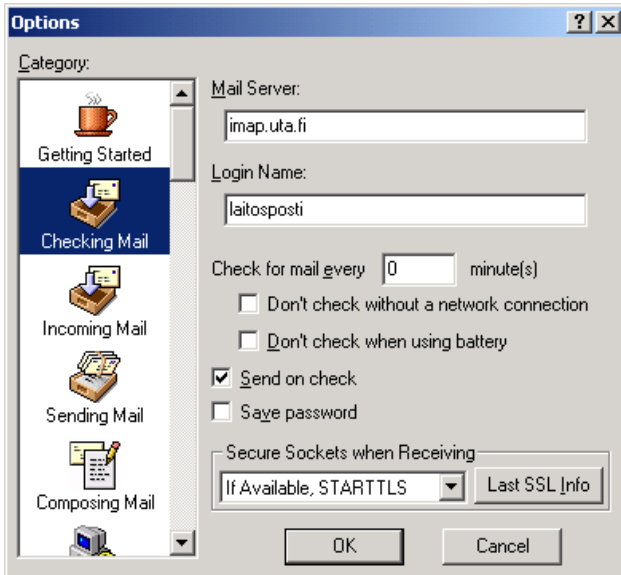 Options
Category:
Getting Started
Checking Mail
Incoming Mail
Sending Mail
Composing Mail
Mail Server:
imap.uta.fi
Login Name:
laitosposti
Check for mail every 0 minute(s)
Don't check without a network connection
Don't check when using battery
Send on check
Save password
Secure Sockets when Receiving
If Available, STARTTLS
Last SSL Info
OK
Cancel